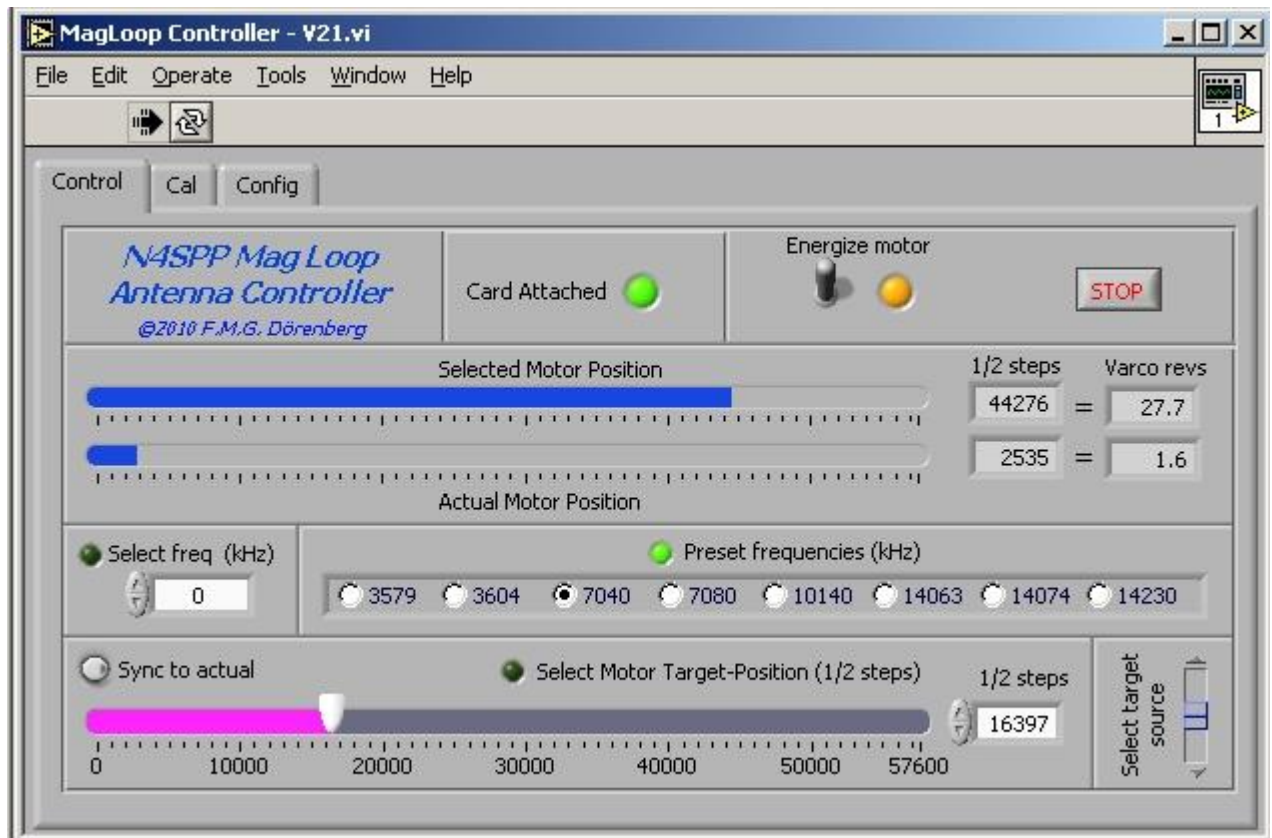 MagLoop Controller - V21.vi
File Edit Operate Tools Window Help
1
Control Cal Config
N4SPP Mag Loop
Antenna Controller
@2010 F.M.G. Dörenberg
Card Attached
Energize motor
STOP
Selected Motor Position
1/2 steps Varco revs
44276 = 27.7
2535 = 1.6
Actual Motor Position
Select freq (kHz)
0
Preset frequencies (kHz)
3579 3604 7040 7080 10140 14063 14074 14230
Sync to actual
Select Motor Target-Position (1/2 steps)
1/2 steps
16397
0 10000 20000 30000 40000 50000 57600
Select target
source